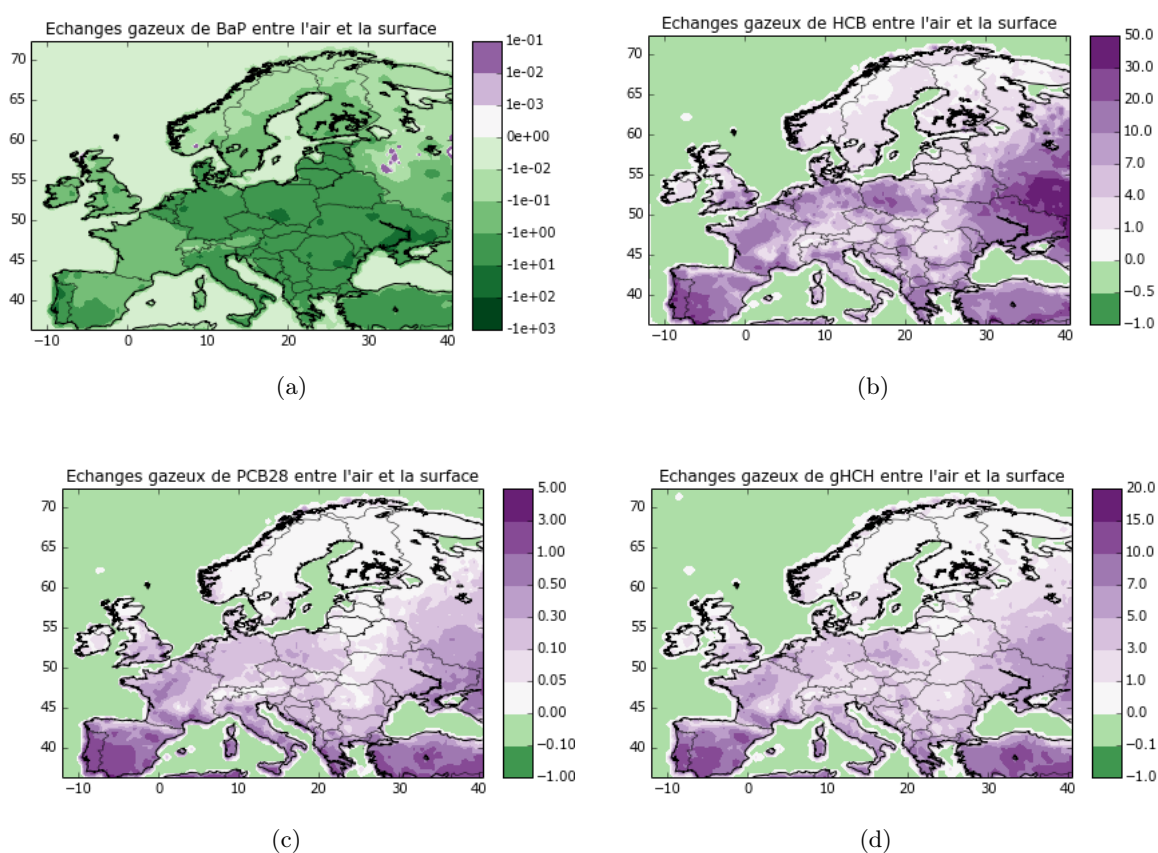 Echanges gazeux de BaP entre l'air et la surface
70
65
60
55
50
45
40
−10 0 10 20 30 40
1e-01
1e-02
1e-03
0e+00
-1e-02
-1e-01
-1e+00
-1e+01
-1e+02
-1e+03
(a)
Echanges gazeux de HCB entre l'air et la surface
70
65
60
55
50
45
40
−10 0 10 20 30 40
50.0
30.0
20.0
10.0
7.0
4.0
1.0
0.0
−0.5
−1.0
(b)
Echanges gazeux de PCB28 entre l'air et la surface
70
65
60
55
50
45
40
−10 0 10 20 30 40
5.00
3.00
1.00
0.50
0.30
0.10
0.05
0.00
−0.10
−1.00
(c)
Echanges gazeux de gHCH entre l'air et la surface
70
65
60
55
50
45
40
−10 0 10 20 30 40
20.0
15.0
10.0
7.0
5.0
3.0
1.0
0.0
−0.1
−1.0
(d)